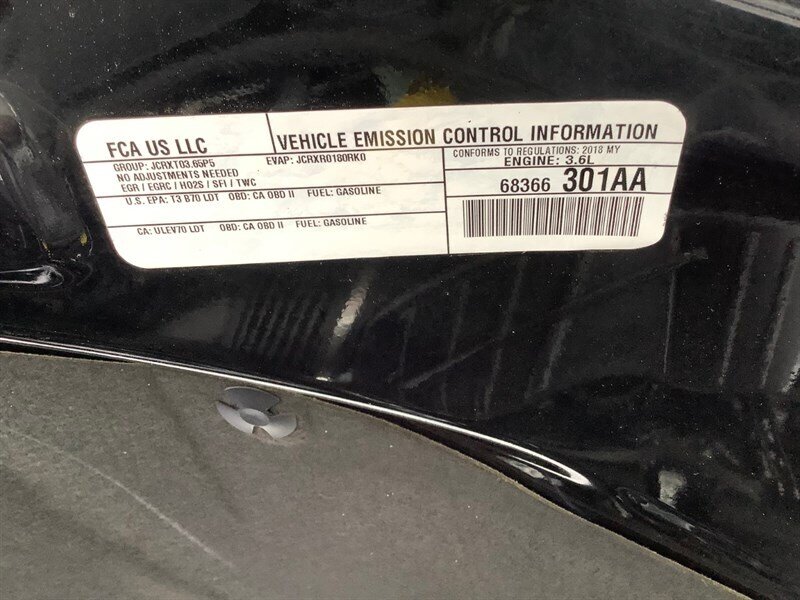 FCA US LLC
VEHICLE EMISSION CONTROL INFORMATION
GROUP: JCRXT03.65P5 EVAP: JCRXR0180RK0
NO ADJUSTMENTS NEEDED
EGR / EGRC / HO2S / SFI / TWC
CONFORMS TO REGULATIONS: 2018 MY
ENGINE: 3.6L
U.S. EPA: T3 B70 LDT OBD: CA OBD II FUEL: GASOLINE
68366 301AA
CA: ULEV70 LDT OBD: CA OBD II FUEL: GASOLINE